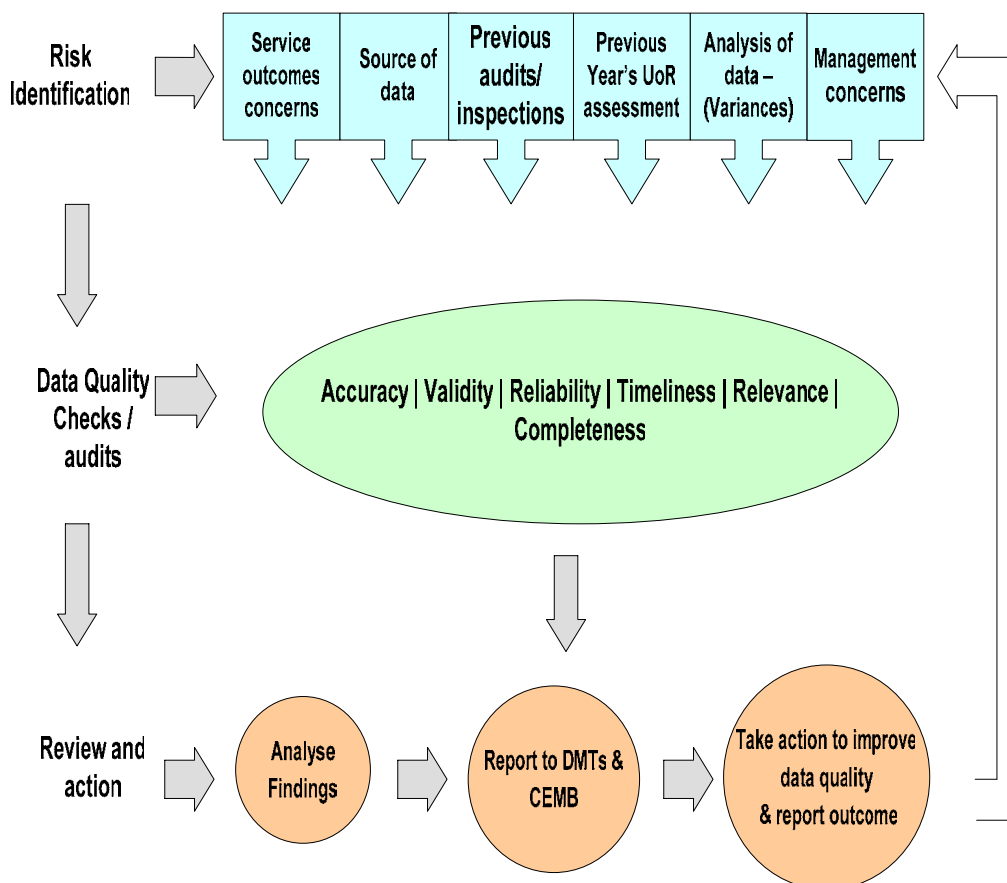 Risk
Identification
Service
outcomes
concerns
Source of
data
Previous
audits/
inspections
Previous
Year's UoR
assessment
Analysis of
data –
(Variances)
Management
concerns
Data Quality
Checks /
audits
Accuracy | Validity | Reliability | Timeliness | Relevance |
Completeness
Review and
action
Analyse
Findings
Report to DMTs &
CEMB
Take action to improve
data quality
& report outcome